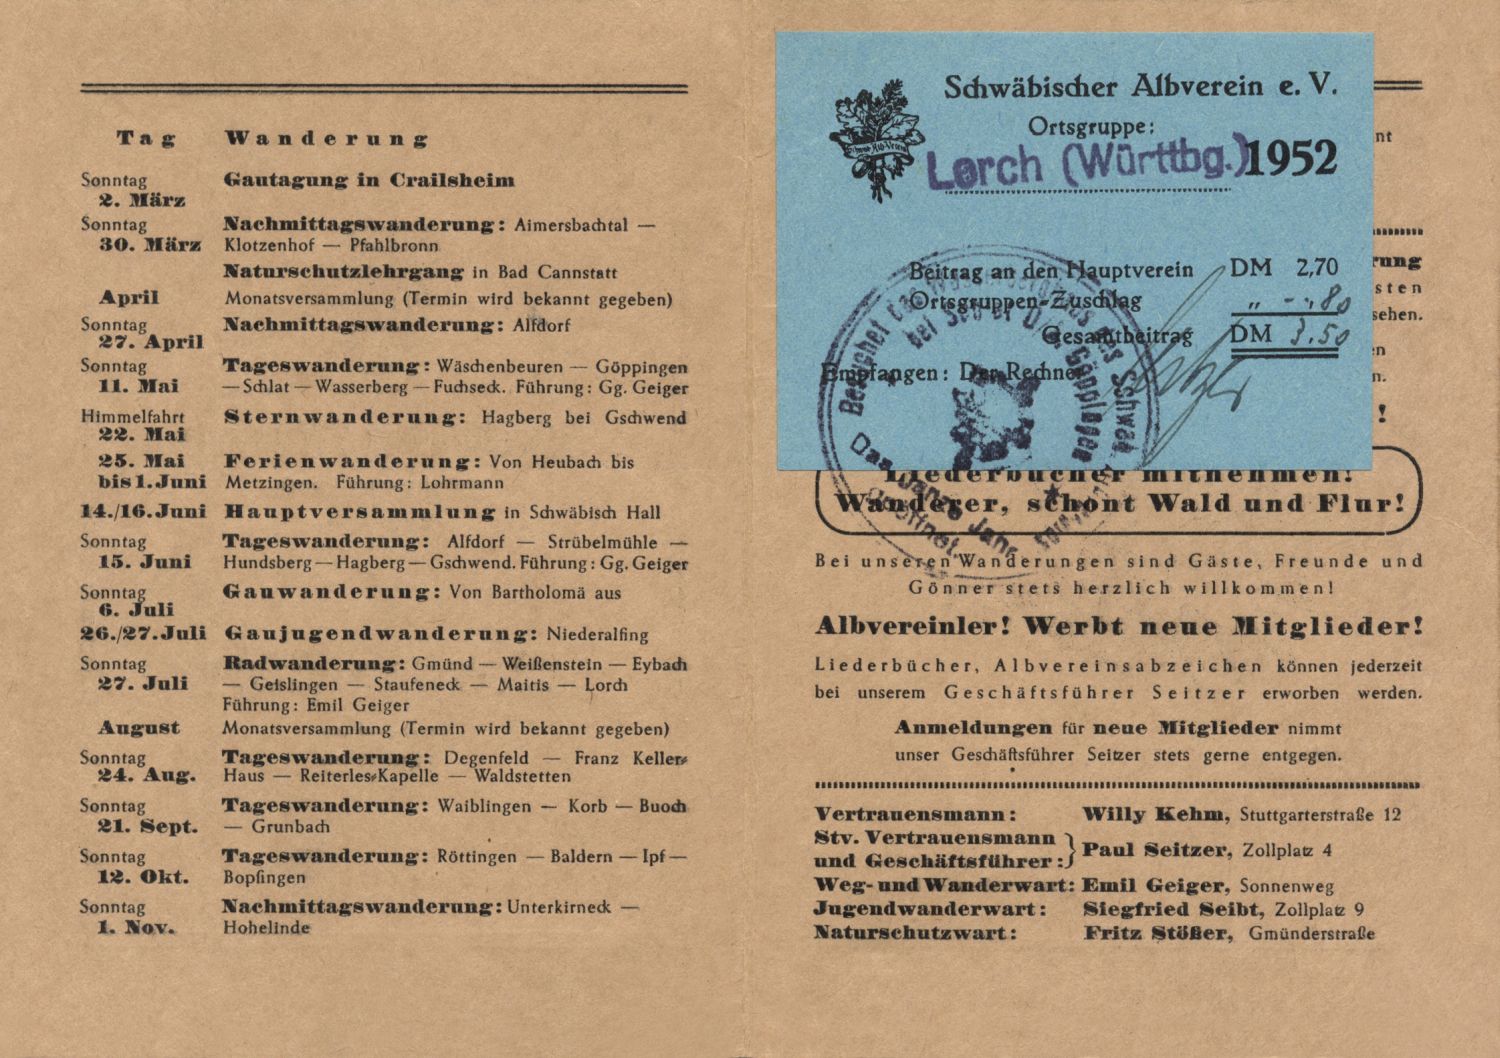 Tag Wanderung
Sonntag Gautagung in Crailsheim
2. März
Sonntag Nachmittagswanderung: Aimersbachtal —
30. März Klotzenhof — Pfahlbronn
Naturschutzlehrgang in Bad Cannstatt
April Monatsversammlung (Termin wird bekannt gegeben)
Sonntag Nachmittagswanderung: Alfdorf
27. April
Sonntag Tageswanderung: Wäschenbeuren — Göppingen
11. Mai — Schlat — Wasserberg — Fuchseck. Führung: Gg. Geiger
Himmelfahrt Sternwanderung: Hagberg bei Gschwend
22. Mai
25. Mai Ferienwanderung: Von Heubach bis
bis 1. Juni Metzingen. Führung: Lohrmann
14./16. Juni Hauptversammlung in Schwäbisch Hall
Sonntag Tageswanderung: Alfdorf — Strübelmühle —
15. Juni Hundsberg — Hagberg — Gschwend. Führung: Gg. Geiger
Sonntag Gauwanderung: Von Bartholomä aus
6. Juli
26./27. Juli Gaujugendwanderung: Niederalfing
Sonntag Radwanderung: Gmünd — Weißenstein — Eybach
27. Juli — Geislingen — Staufeneck — Maitis — Lorch
Führung: Emil Geiger
August Monatsversammlung (Termin wird bekannt gegeben)
Sonntag Tageswanderung: Degenfeld — Franz Keller-
24. Aug. Haus — Reiterles-Kapelle — Waldstetten
Sonntag Tageswanderung: Waiblingen — Korb — Buoch
21. Sept. — Grunbach
Sonntag Tageswanderung: Röttingen — Baldern — Ipf —
12. Okt. Bopfingen
Sonntag Nachmittagswanderung: Unterkirneck —
1. Nov. Hohelinde
Schwäbischer Albverein e. V.
Ortsgruppe:
Lorch (Württbg.) 1952
Beitrag an den Hauptverein DM 2,70
Ortsgruppen-Zuschlag „ -.80
Gesamtbeitrag DM 3.50
Empfangen: Der Rechner
nt
rung
sten
sehen.
en
n.
!
Liederbücher mitnehmen!
Wanderer, schont Wald und Flur!
Bei unseren Wanderungen sind Gäste, Freunde und
Gönner stets herzlich willkommen!
Albvereinler! Werbt neue Mitglieder!
Liederbücher, Albvereinsabzeichen können jederzeit
bei unserem Geschäftsführer Seitzer erworben werden.
Anmeldungen für neue Mitglieder nimmt
unser Geschäftsführer Seitzer stets gerne entgegen.
Vertrauensmann: Willy Kehm, Stuttgarterstraße 12
Stv. Vertrauensmann
und Geschäftsführer:} Paul Seitzer, Zollplatz 4
Weg- und Wanderwart: Emil Geiger, Sonnenweg
Jugendwanderwart: Siegfried Seibt, Zollplatz 9
Naturschutzwart: Fritz Stößer, Gmünderstraße